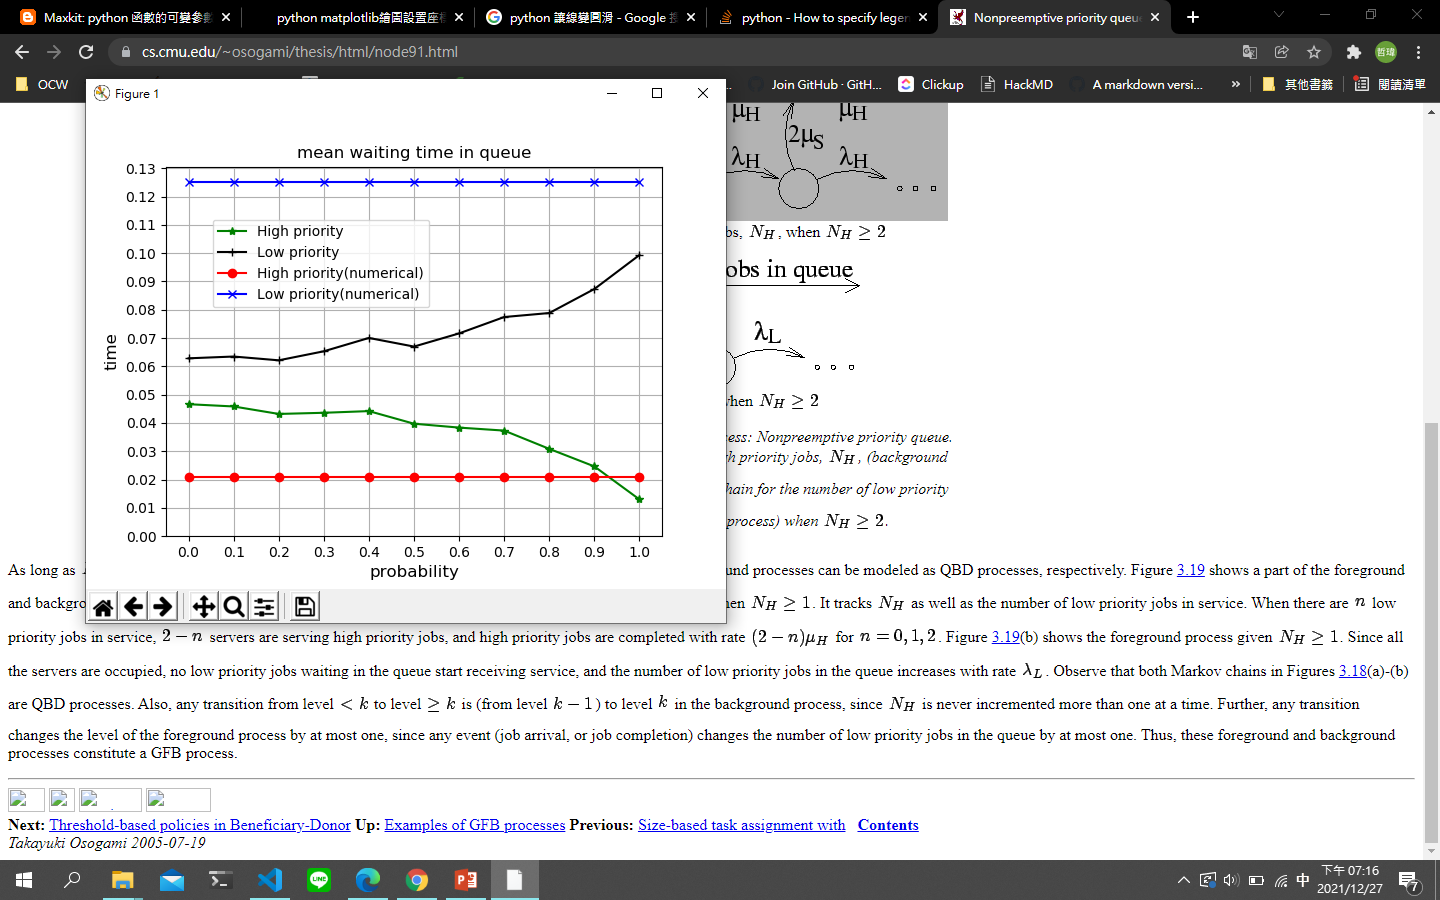 Maxkit: python 函數的可變參數
python matplotlib繪圖設置座標
python 讓線變圓滑 - Google 搜
python - How to specify legen
Nonpreemptive priority queue
cs.cmu.edu/~osogami/thesis/html/node91.html
哲瑋
OCW
Join GitHub · GitH...
Clickup
HackMD
A markdown versi...
»
其他書籤
閱讀清單
Figure 1
mean waiting time in queue
0.13
0.12
0.11
0.10
0.09
0.08
0.07
0.06
0.05
0.04
0.03
0.02
0.01
0.00
time
High priority
Low priority
High priority(numerical)
Low priority(numerical)
0.0 0.1 0.2 0.3 0.4 0.5 0.6 0.7 0.8 0.9 1.0
probability
μH μH
2μS
λH λH
bs, NH, when NH ≥ 2
obs in queue
λL
when NH ≥ 2
ess: Nonpreemptive priority queue.
h priority jobs, NH, (background
hain for the number of low priority
process) when NH ≥ 2.
As long as
und processes can be modeled as QBD processes, respectively. Figure 3.19 shows a part of the foreground
and backgro
en NH ≥ 1. It tracks NH as well as the number of low priority jobs in service. When there are n low
priority jobs in service, 2 − n servers are serving high priority jobs, and high priority jobs are completed with rate (2 − n)μH for n = 0, 1, 2. Figure 3.19(b) shows the foreground process given NH ≥ 1. Since all
the servers are occupied, no low priority jobs waiting in the queue start receiving service, and the number of low priority jobs in the queue increases with rate λL. Observe that both Markov chains in Figures 3.18(a)-(b)
are QBD processes. Also, any transition from level < k to level ≥ k is (from level k − 1) to level k in the background process, since NH is never incremented more than one at a time. Further, any transition
changes the level of the foreground process by at most one, since any event (job arrival, or job completion) changes the number of low priority jobs in the queue by at most one. Thus, these foreground and background
processes constitute a GFB process.
Next: Threshold-based policies in Beneficiary-Donor Up: Examples of GFB processes Previous: Size-based task assignment with Contents
Takayuki Osogami 2005-07-19
中
下午 07:16
2021/12/27
7